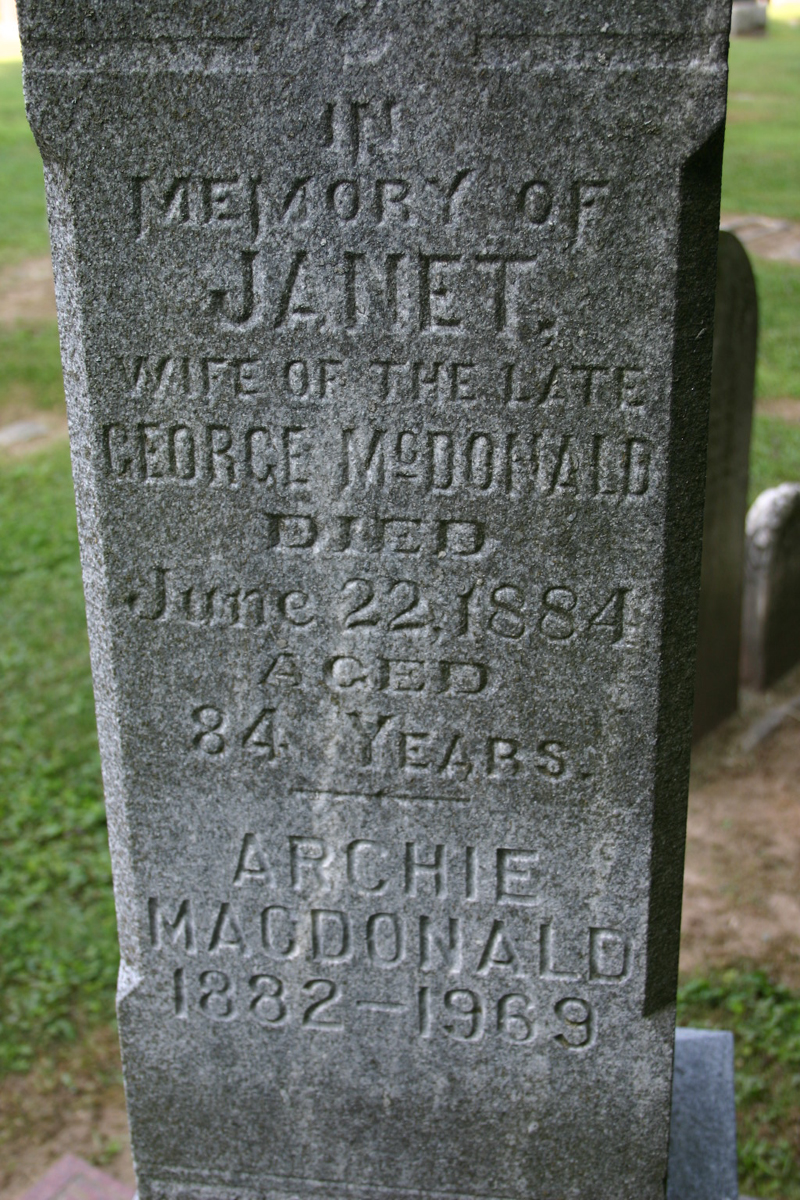 IN
MEMORY OF
JANET,
WIFE OF THE LATE
GEORGE McDONALD
DIED
June 22, 1884
AGED
84 YEARS.
ARCHIE
MACDONALD
1882-1969